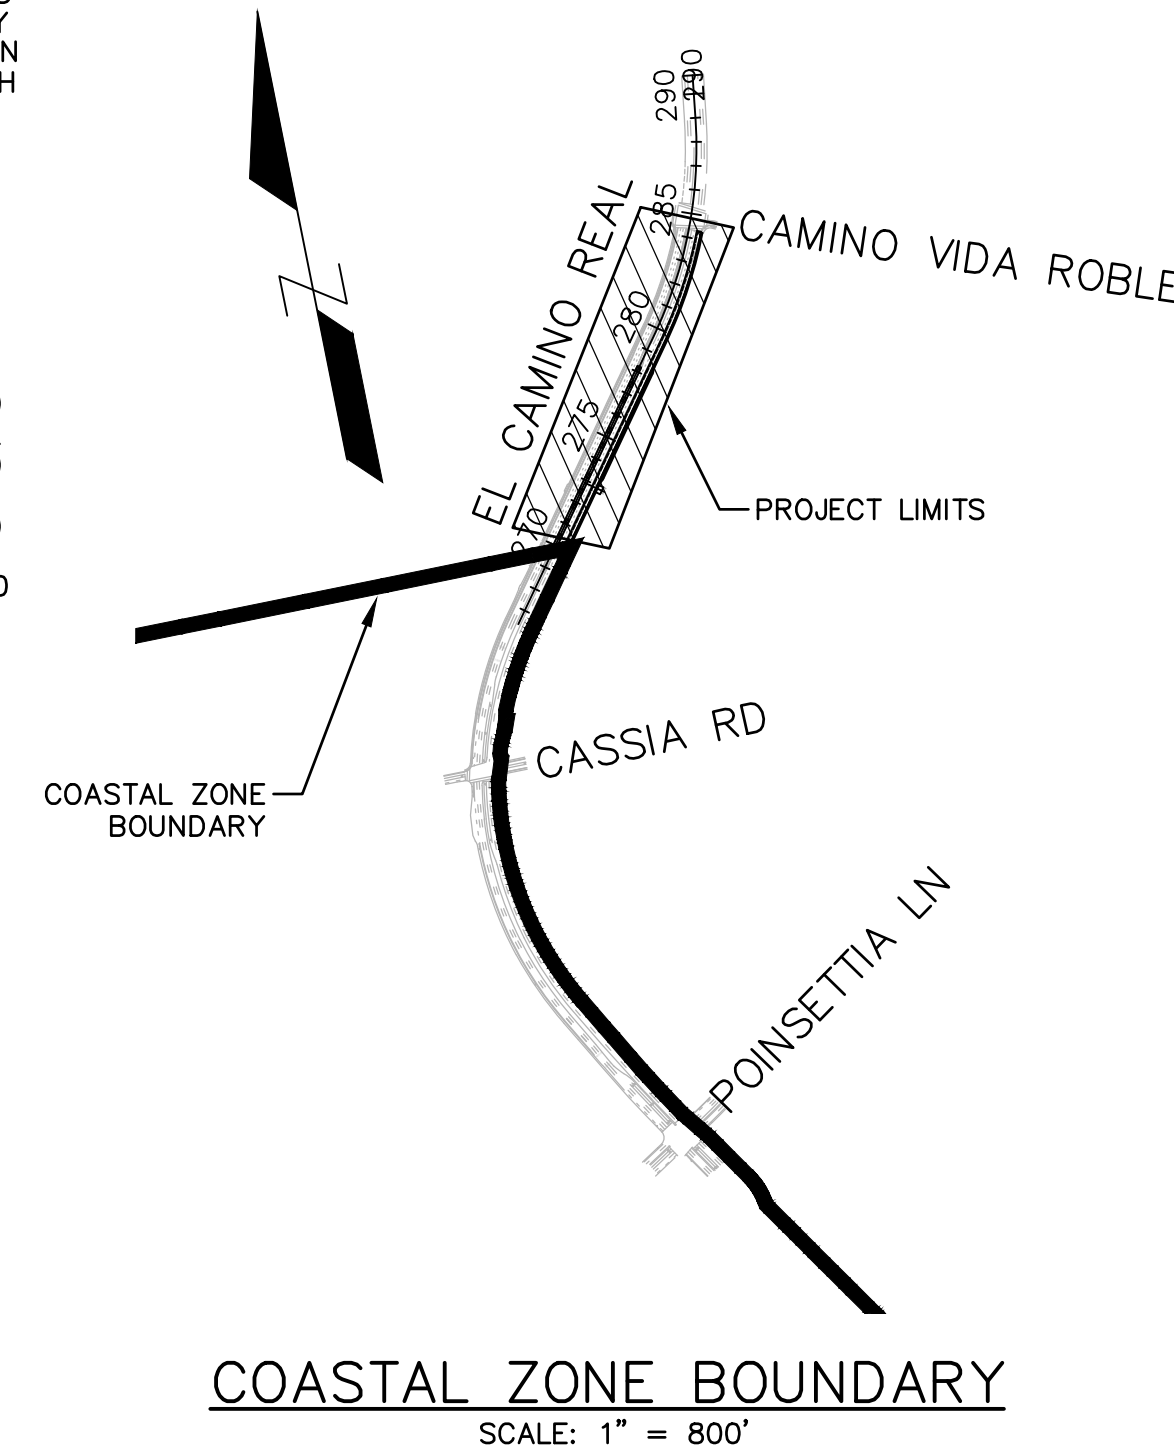 Y
N
H
290
290
285
EL CAMINO REAL
CAMINO VIDA ROBLE
280
275
PROJECT LIMITS
270
COASTAL ZONE
BOUNDARY
CASSIA RD
POINSETTIA LN
COASTAL ZONE BOUNDARY
SCALE: 1" = 800'